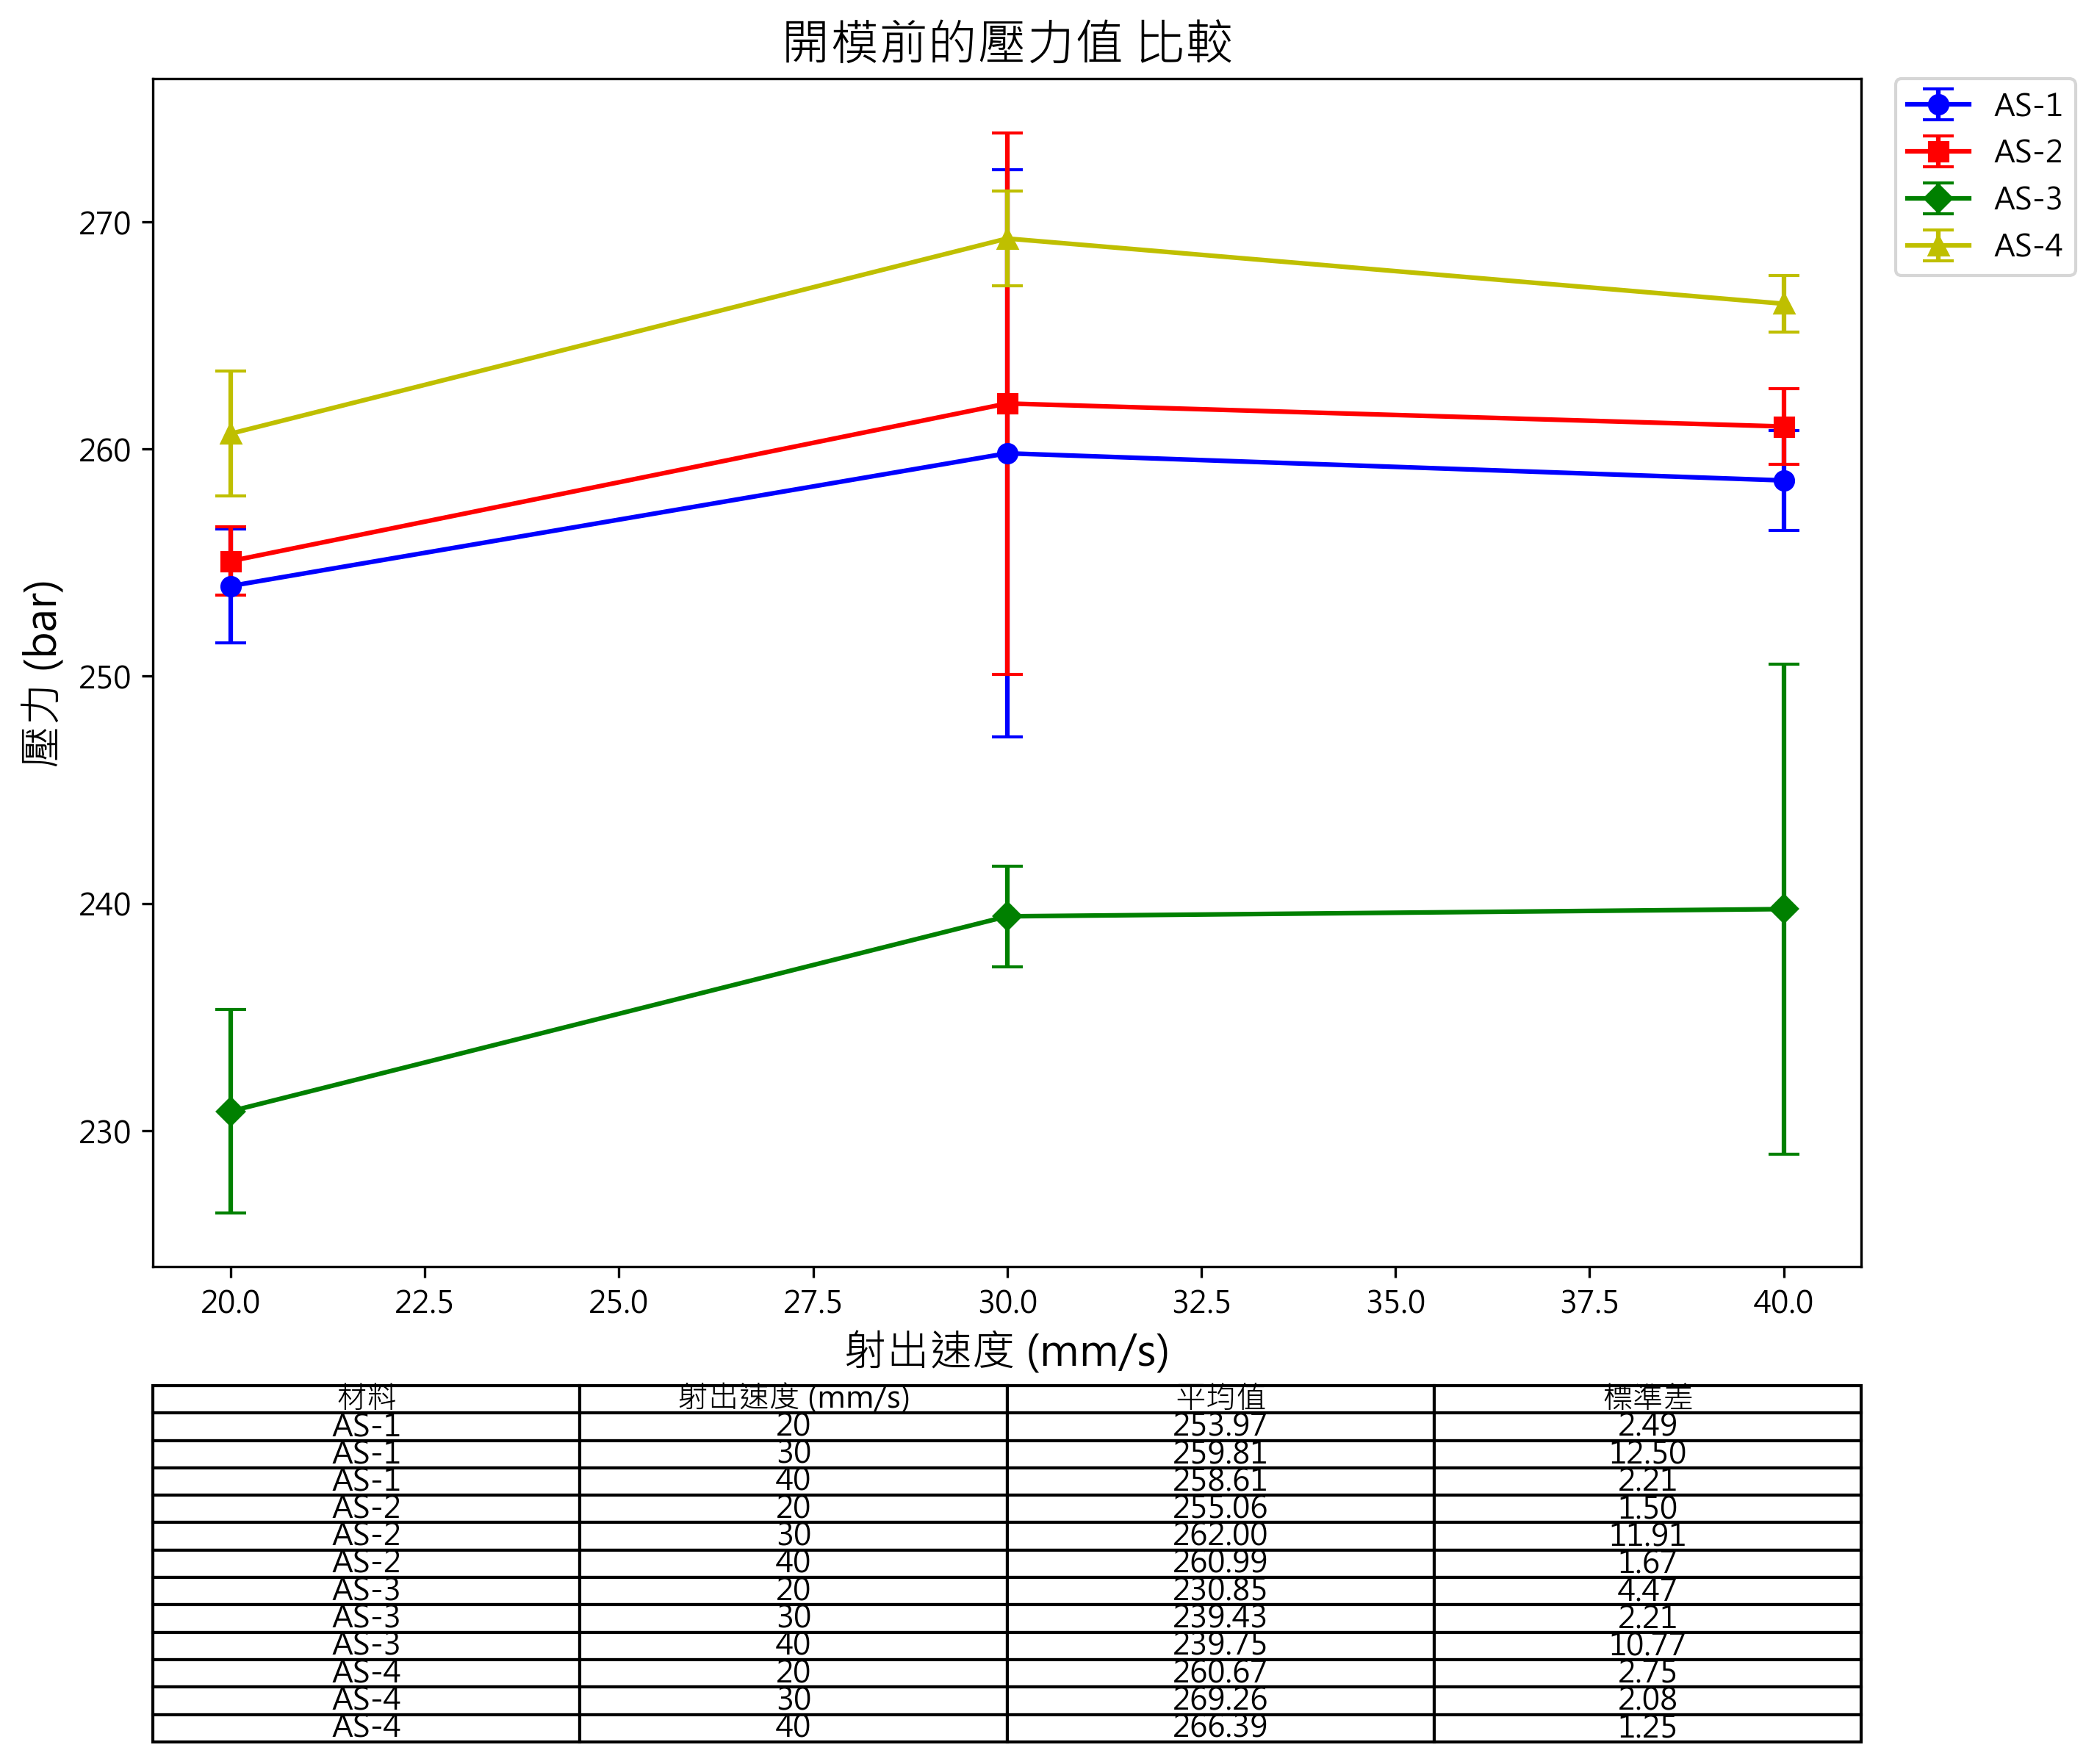 開模前的壓力值 比較
AS-1
AS-2
AS-3
AS-4
壓力 (bar)
270
260
250
240
230
20.0 22.5 25.0 27.5 30.0 32.5 35.0 37.5 40.0
射出速度 (mm/s)
材料 射出速度 (mm/s) 平均值 標準差
AS-1 20 253.97 2.49
AS-1 30 259.81 12.50
AS-1 40 258.61 2.21
AS-2 20 255.06 1.50
AS-2 30 262.00 11.91
AS-2 40 260.99 1.67
AS-3 20 230.85 4.47
AS-3 30 239.43 2.21
AS-3 40 239.75 10.77
AS-4 20 260.67 2.75
AS-4 30 269.26 2.08
AS-4 40 266.39 1.25